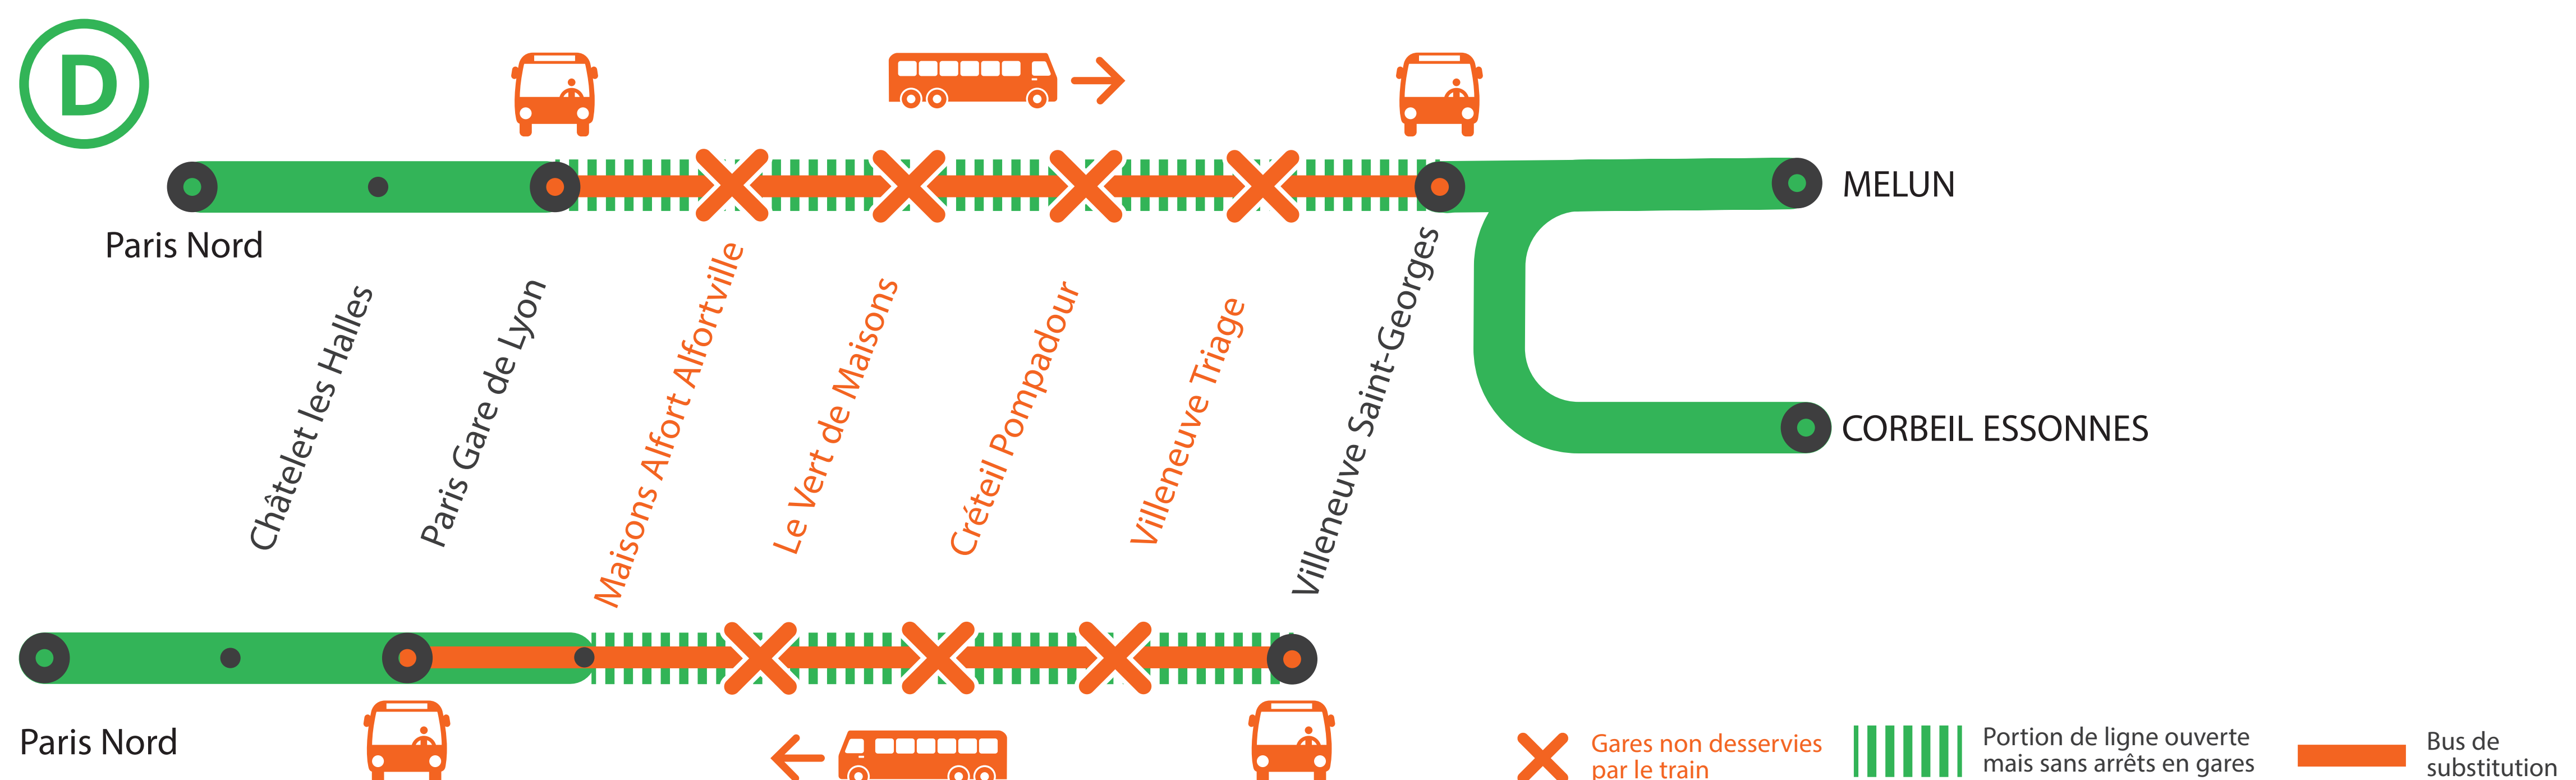 D
MELUN
Paris Nord
Châtelet les Halles
Paris Gare de Lyon
Maisons Alfort Alfortville
Le Vert de Maisons
Créteil Pompadour
Villeneuve Triage
Villeneuve Saint-Georges
CORBEIL ESSONNES
Paris Nord
Gares non desservies
par le train
Portion de ligne ouverte
mais sans arrêts en gares
Bus de
substitution